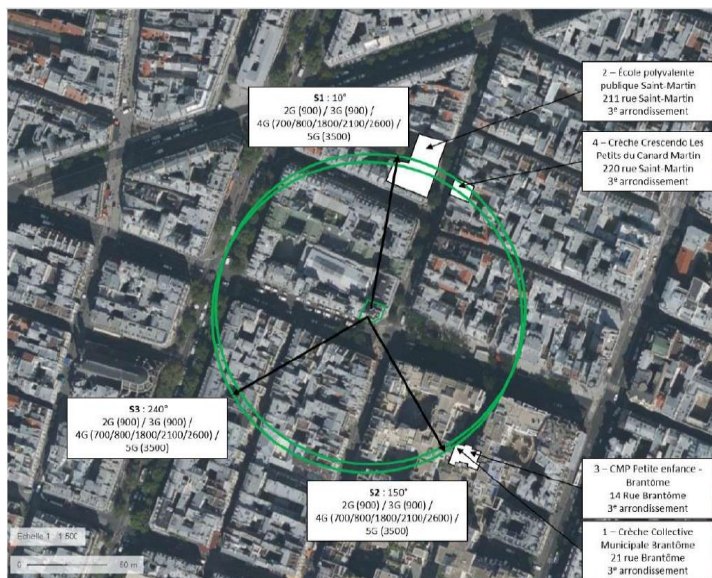 S1 : 10°
2G (900) / 3G (900) /
4G (700/800/1800/2100/2600) /
5G (3500)
2 – École polyvalente
publique Saint-Martin
211 rue Saint-Martin
3e arrondissement
4 – Crèche Crescendo Les
Petits du Canard Martin
220 rue Saint-Martin
3e arrondissement
S3 : 240°
2G (900) / 3G (900) /
4G (700/800/1800/2100/2600) /
5G (3500)
S2 : 150°
2G (900) / 3G (900) /
4G (700/800/1800/2100/2600) /
5G (3500)
3 – CMP Petite enfance -
Brantôme
14 Rue Brantôme
3e arrondissement
1 – Crèche Collective
Municipale Brantôme
21 rue Brantôme
3e arrondissement
Echelle 1 : 1 500
0 60 m